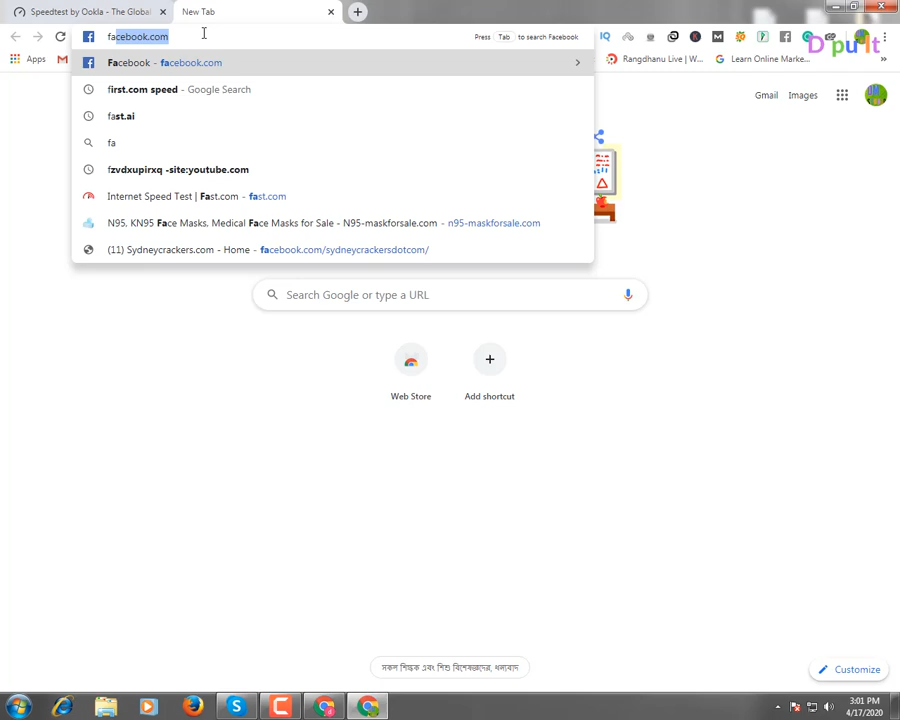 Speedtest by Ookla - The Global
New Tab
facebook.com
Press Tab to search Facebook
D pu It
Facebook - facebook.com
Apps
Rangdhanu Live | W...
Learn Online Market...
first.com speed - Google Search
Gmail
Images
fast.ai
fa
fzvdxupirxq -site:youtube.com
Internet Speed Test | Fast.com - fast.com
N95, KN95 Face Masks, Medical Face Masks for Sale - N95-maskforsale.com - n95-maskforsale.com
(11) Sydneycrackers.com - Home - facebook.com/sydneycrackersdotcom/
Search Google or type a URL
Web Store
Add shortcut
সকল শিক্ষক এবং শিশু বিশেষজ্ঞদের, ধন্যবাদ
Customize
3:01 PM
4/17/2020